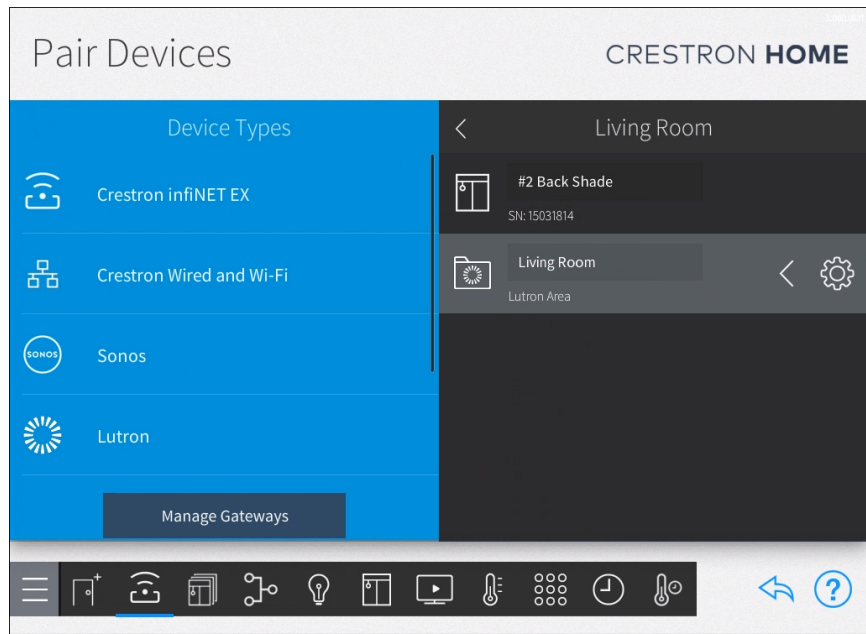 Pair Devices
CRESTRON HOME
Device Types
Crestron infiNET EX
Crestron Wired and Wi-Fi
SONOS
Sonos
Lutron
Manage Gateways
Living Room
#2 Back Shade
SN: 15031814
Living Room
Lutron Area
?